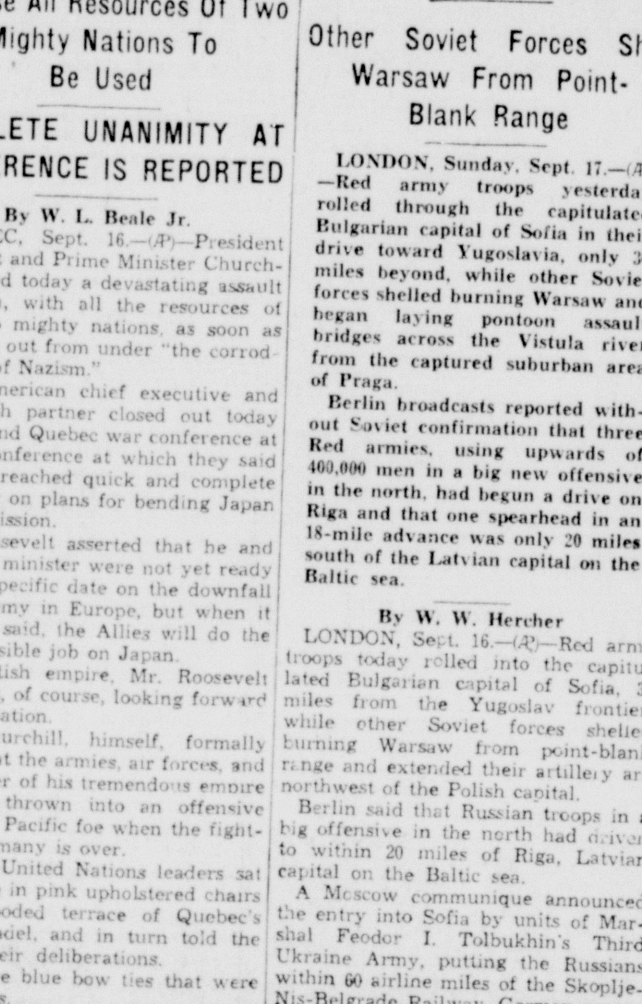 All Resources Of Two
Mighty Nations To
Be Used
LETE UNANIMITY AT
RENCE IS REPORTED
By W. L. Beale Jr.
EC, Sept. 16.—(AP)—President
and Prime Minister Church-
d today a devastating assault
, with all the resources of
mighty nations, as soon as
out from under "the corrod-
of Nazism."
merican chief executive and
h partner closed out today
nd Quebec war conference at
onference at which they said
reached quick and complete
on plans for bending Japan
ission.
sevelt asserted that he and
minister were not yet ready
pecific date on the downfall
my in Europe, but when it
said, the Allies will do the
sible job on Japan.
lish empire, Mr. Roosevelt
, of course, looking forward
ation.
urchill, himself, formally
t the armies, air forces, and
r of his tremendous empire
thrown into an offensive
Pacific foe when the fight-
many is over.
United Nations leaders sat
in pink upholstered chairs
ooded terrace of Quebec's
adel, and in turn told the
eir deliberations.
e blue bow ties that were
Other Soviet Forces Sh
Warsaw From Point-
Blank Range
LONDON, Sunday, Sept. 17.—(A
—Red army troops yesterda
rolled through the capitulate
Bulgarian capital of Sofia in thei
drive toward Yugoslavia, only 3
miles beyond, while other Sovie
forces shelled burning Warsaw and
began laying pontoon assaul
bridges across the Vistula river
from the captured suburban area
of Praga.
Berlin broadcasts reported with-
out Soviet confirmation that three
Red armies, using upwards of
400,000 men in a big new offensive
in the north, had begun a drive on
Riga and that one spearhead in an
18-mile advance was only 20 miles
south of the Latvian capital on the
Baltic sea.
By W. W. Hercher
LONDON, Sept. 16.—(AP)—Red arm
troops today rolled into the capitu
lated Bulgarian capital of Sofia,
miles from the Yugoslav frontie
while other Soviet forces shelle
burning Warsaw from point-blan
range and extended their artillery ar
northwest of the Polish capital.
Berlin said that Russian troops in
big offensive in the north had driven
to within 20 miles of Riga, Latvian
capital on the Baltic sea.
A Moscow communique announced
the entry into Sofia by units of Mar-
shal Feodor I. Tolbukhin's Third
Ukraine Army, putting the Russians
within 60 airline miles of the Skoplje-
Nis-Belgrade Railway